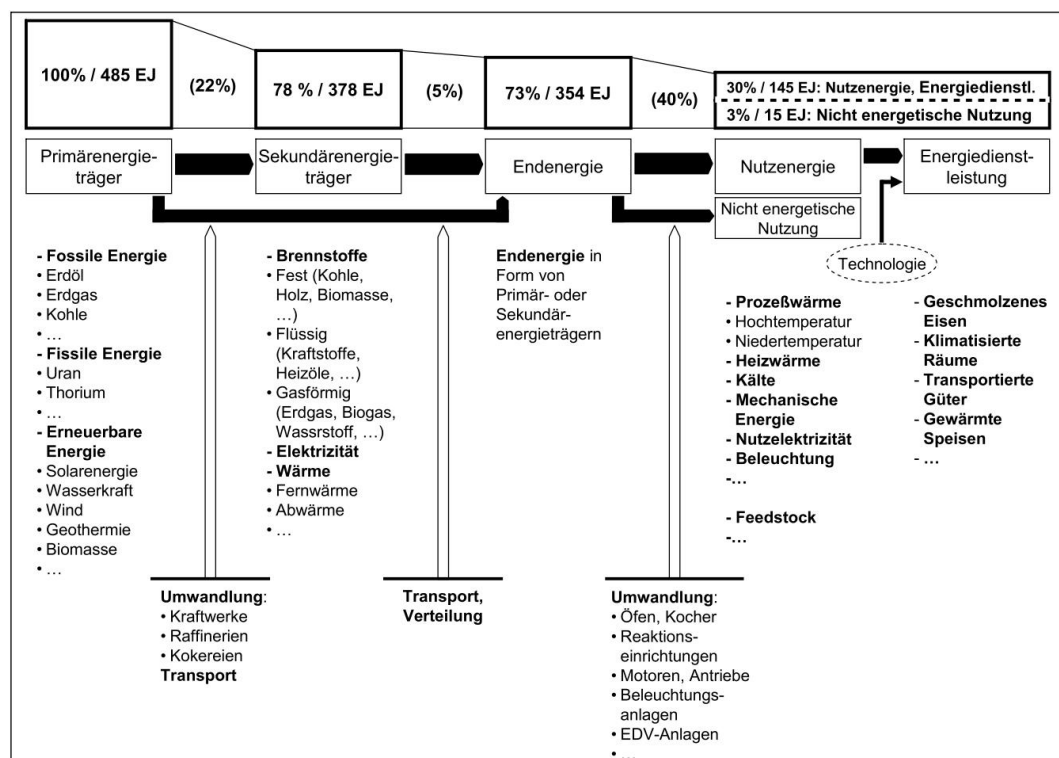 100% / 485 EJ
(22%)
78 % / 378 EJ
(5%)
73% / 354 EJ
(40%)
30% / 145 EJ: Nutzenergie, Energiedienstl.
3% / 15 EJ: Nicht energetische Nutzung
Primärenergie-
träger
Sekundärenergie-
träger
Endenergie
Nutzenergie
Energiedienst-
leistung
Nicht energetische
Nutzung
Technologie
- Fossile Energie
• Erdöl
• Erdgas
• Kohle
• …
- Fissile Energie
• Uran
• Thorium
• …
- Erneuerbare
Energie
• Solarenergie
• Wasserkraft
• Wind
• Geothermie
• Biomasse
• …
- Brennstoffe
• Fest (Kohle,
Holz, Biomasse,
…)
• Flüssig
(Kraftstoffe,
Heizöle, …)
• Gasförmig
(Erdgas, Biogas,
Wassrstoff, …)
- Elektrizität
- Wärme
• Fernwärme
• Abwärme
• …
Endenergie in
Form von
Primär- oder
Sekundär-
energieträgern
- Prozeßwärme
• Hochtemperatur
• Niedertemperatur
- Heizwärme
- Kälte
- Mechanische
Energie
- Nutzelektrizität
- Beleuchtung
-…
- Feedstock
-…
- Geschmolzenes
Eisen
- Klimatisierte
Räume
- Transportierte
Güter
- Gewärmte
Speisen
- …
Umwandlung:
• Kraftwerke
• Raffinerien
• Kokereien
Transport
Transport,
Verteilung
Umwandlung:
• Öfen, Kocher
• Reaktions-
einrichtungen
• Motoren, Antriebe
• Beleuchtungs-
anlagen
• EDV-Anlagen
• …